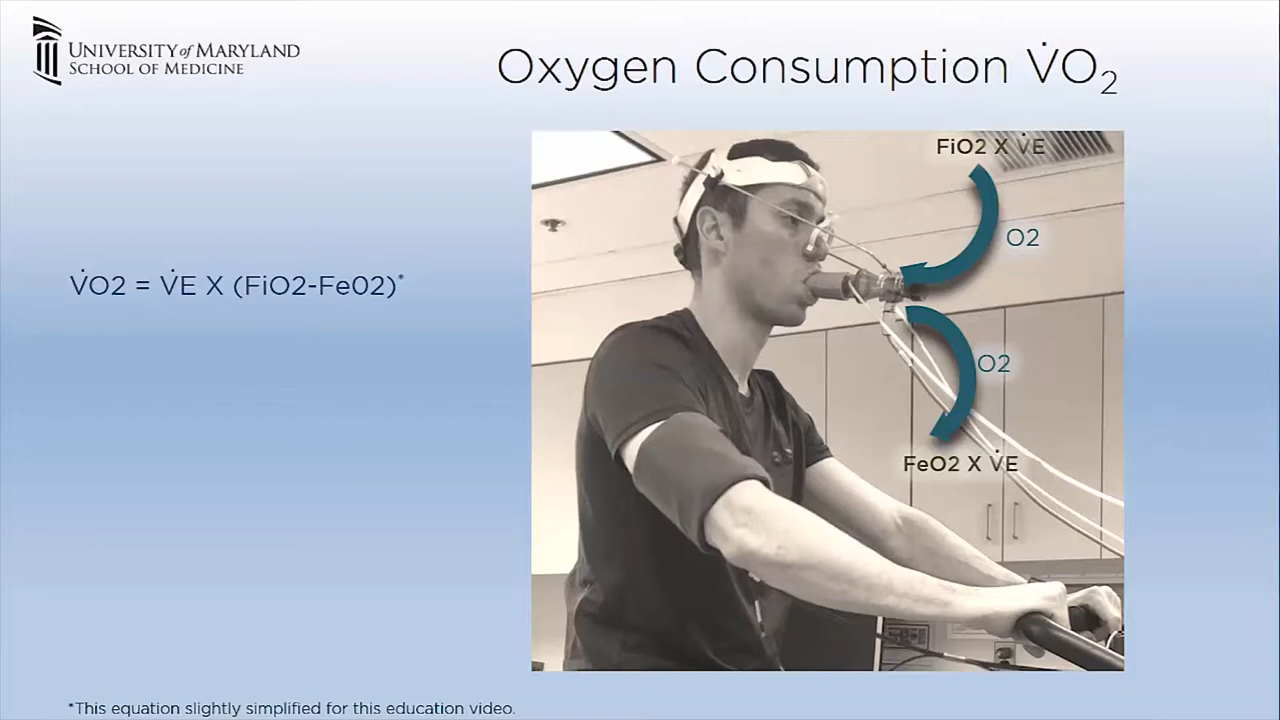 UNIVERSITY of MARYLAND
SCHOOL OF MEDICINE
Oxygen Consumption V̇O₂
FiO2 X V̇E
O2
V̇O2 = V̇E X (FiO2-Fe02)*
O2
FeO2 X V̇E
*This equation slightly simplified for this education video.